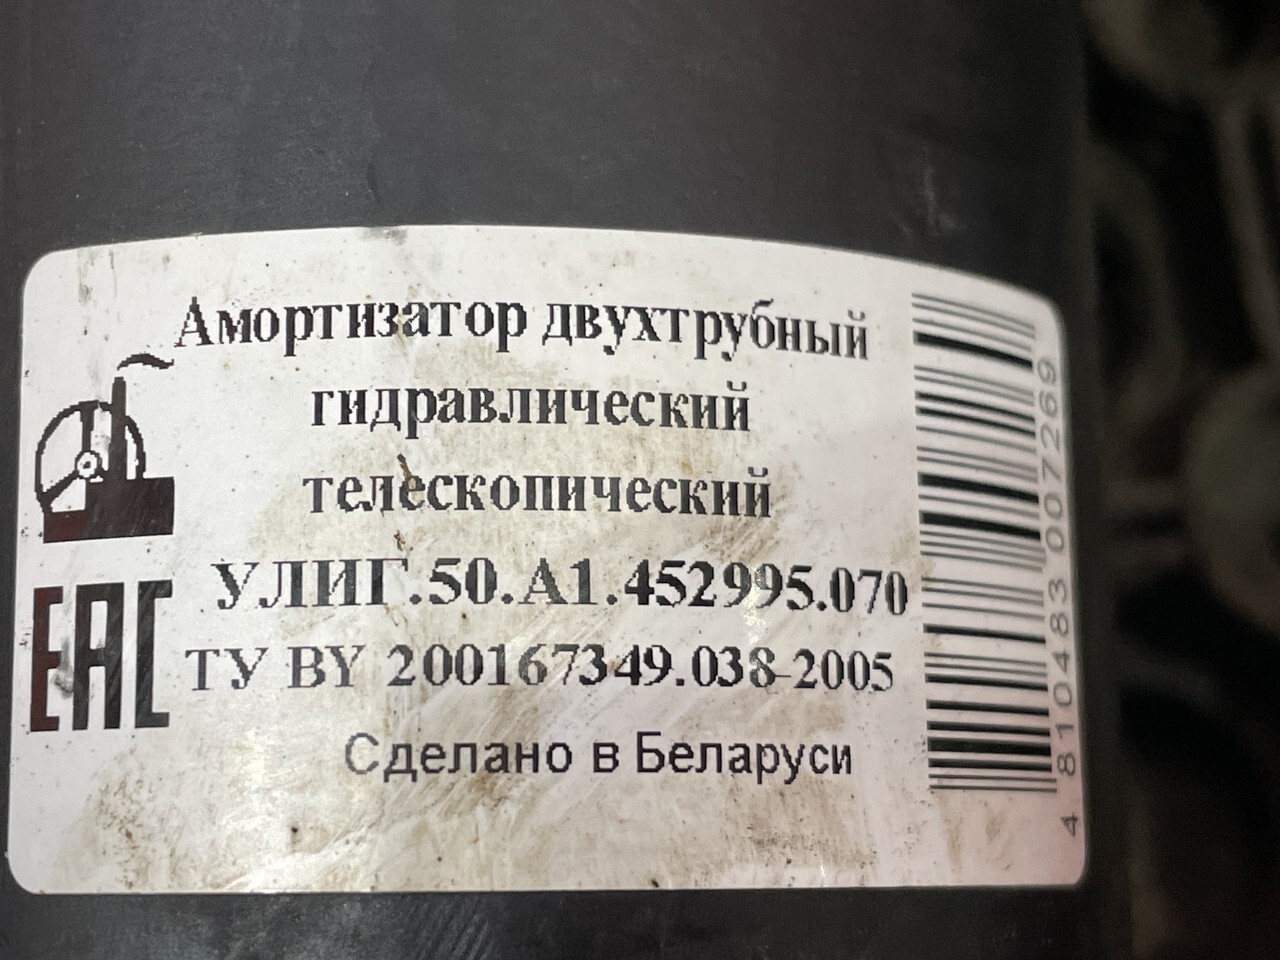 Амортизатор двухтрубный
гидравлический
телескопический
УЛИГ.50.А1.452995.070
ТУ BY 200167349.038-2005
Сделано в Беларуси
EAC
4 810483 007269